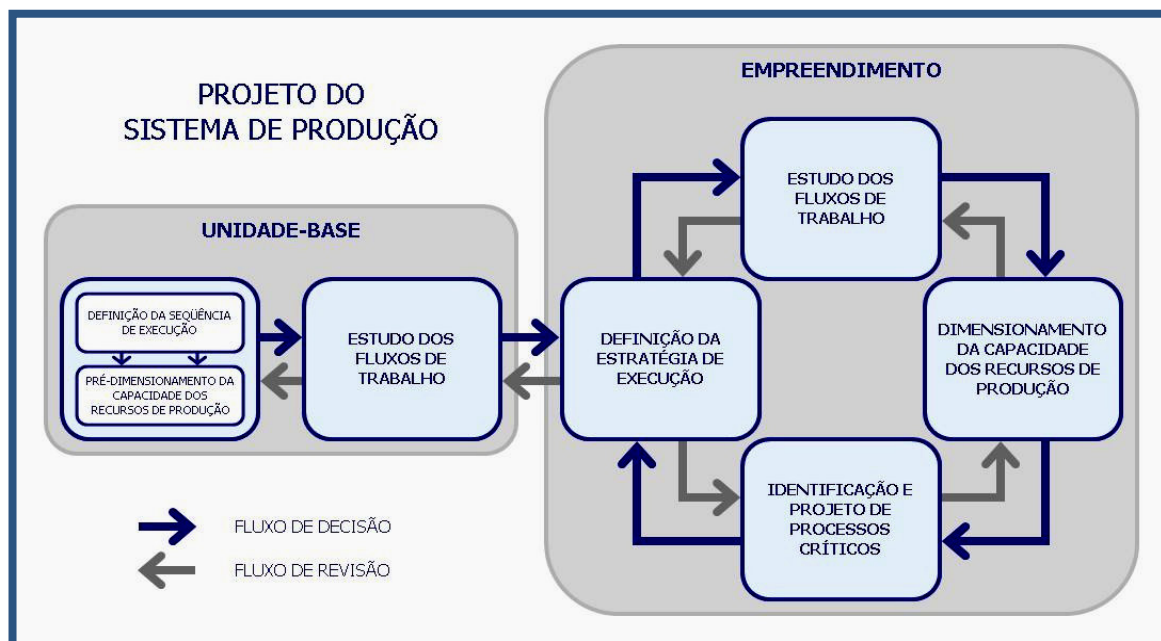 PROJETO DO
SISTEMA DE PRODUÇÃO
UNIDADE-BASE
DEFINIÇÃO DA SEQÜÊNCIA
DE EXECUÇÃO
PRÉ-DIMENSIONAMENTO DA
CAPACIDADE DOS
RECURSOS DE PRODUÇÃO
ESTUDO DOS
FLUXOS DE
TRABALHO
EMPREENDIMENTO
ESTUDO DOS
FLUXOS DE
TRABALHO
DEFINIÇÃO DA
ESTRATÉGIA DE
EXECUÇÃO
DIMENSIONAMENTO
DA CAPACIDADE
DOS RECURSOS DE
PRODUÇÃO
IDENTIFICAÇÃO E
PROJETO DE
PROCESSOS
CRÍTICOS
FLUXO DE DECISÃO
FLUXO DE REVISÃO